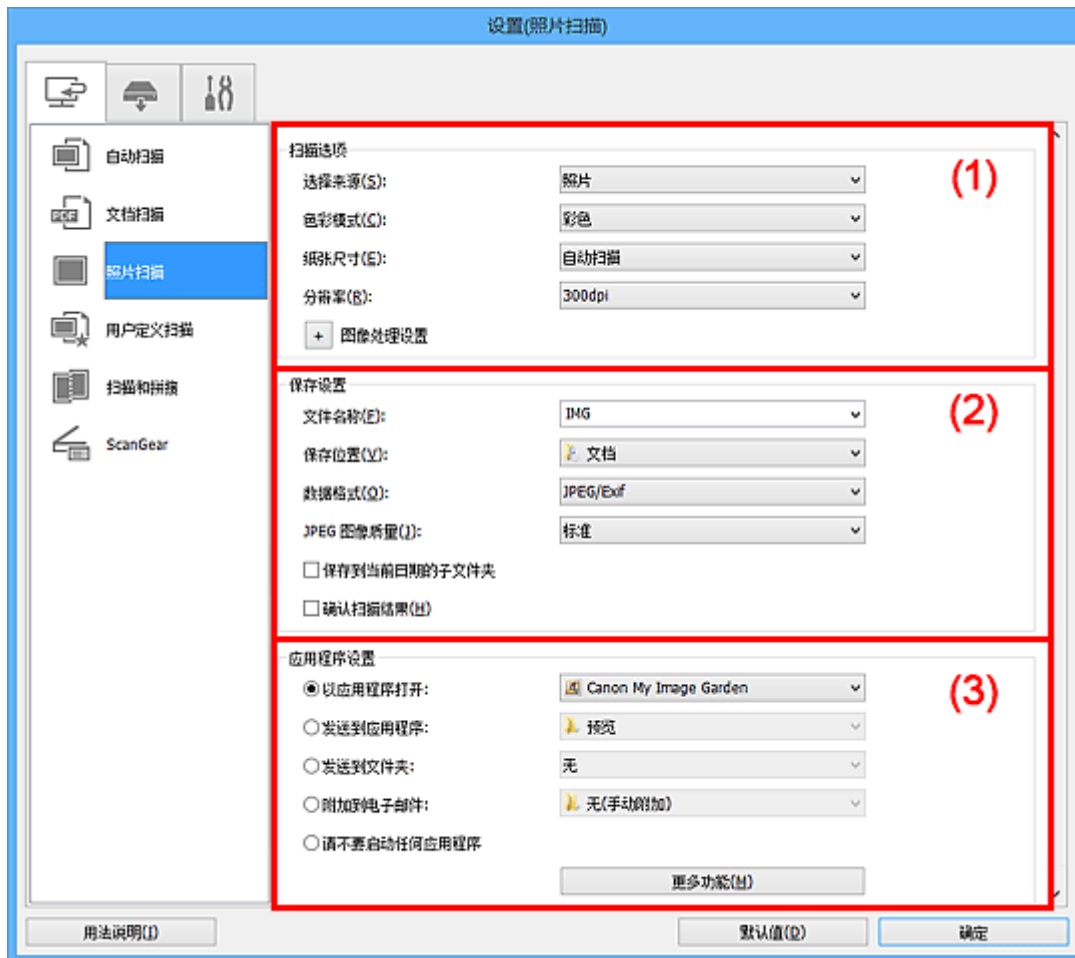 设置(照片扫描)
自动扫描
文档扫描
PDF
照片扫描
用户定义扫描
扫描和拼接
ScanGear
扫描选项
(1)
选择来源(S): 照片
色彩模式(C): 彩色
纸张尺寸(E): 自动扫描
分辨率(R): 300dpi
+ 图像处理设置
保存设置
(2)
文件名称(F): IMG
保存位置(V): 文档
数据格式(O): JPEG/Exif
JPEG 图像质量(J): 标准
保存到当前日期的子文件夹
确认扫描结果(H)
应用程序设置
(3)
以应用程序打开: Canon My Image Garden
发送到应用程序: 预览
发送到文件夹: 无
附加到电子邮件: 无(手动附加)
请不要启动任何应用程序
更多功能(M)
用法说明(I)
默认值(D)
确定